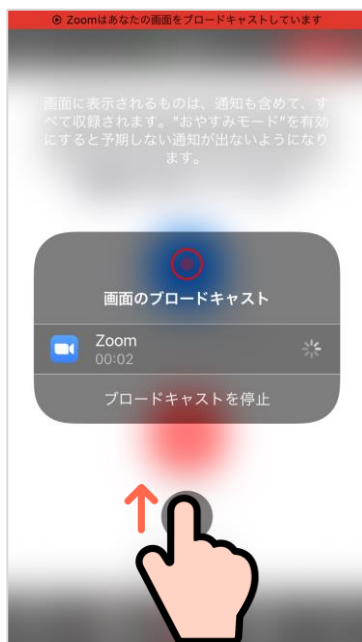 Zoomはあなたの画面をブロードキャストしています
画面に表示されるものは、通知も含めて、す
べて収録されます。"おやすみモード"を有効
にすると予期しない通知が出ないようになり
ます。
画面のブロードキャスト
Zoom
00:02
ブロードキャストを停止